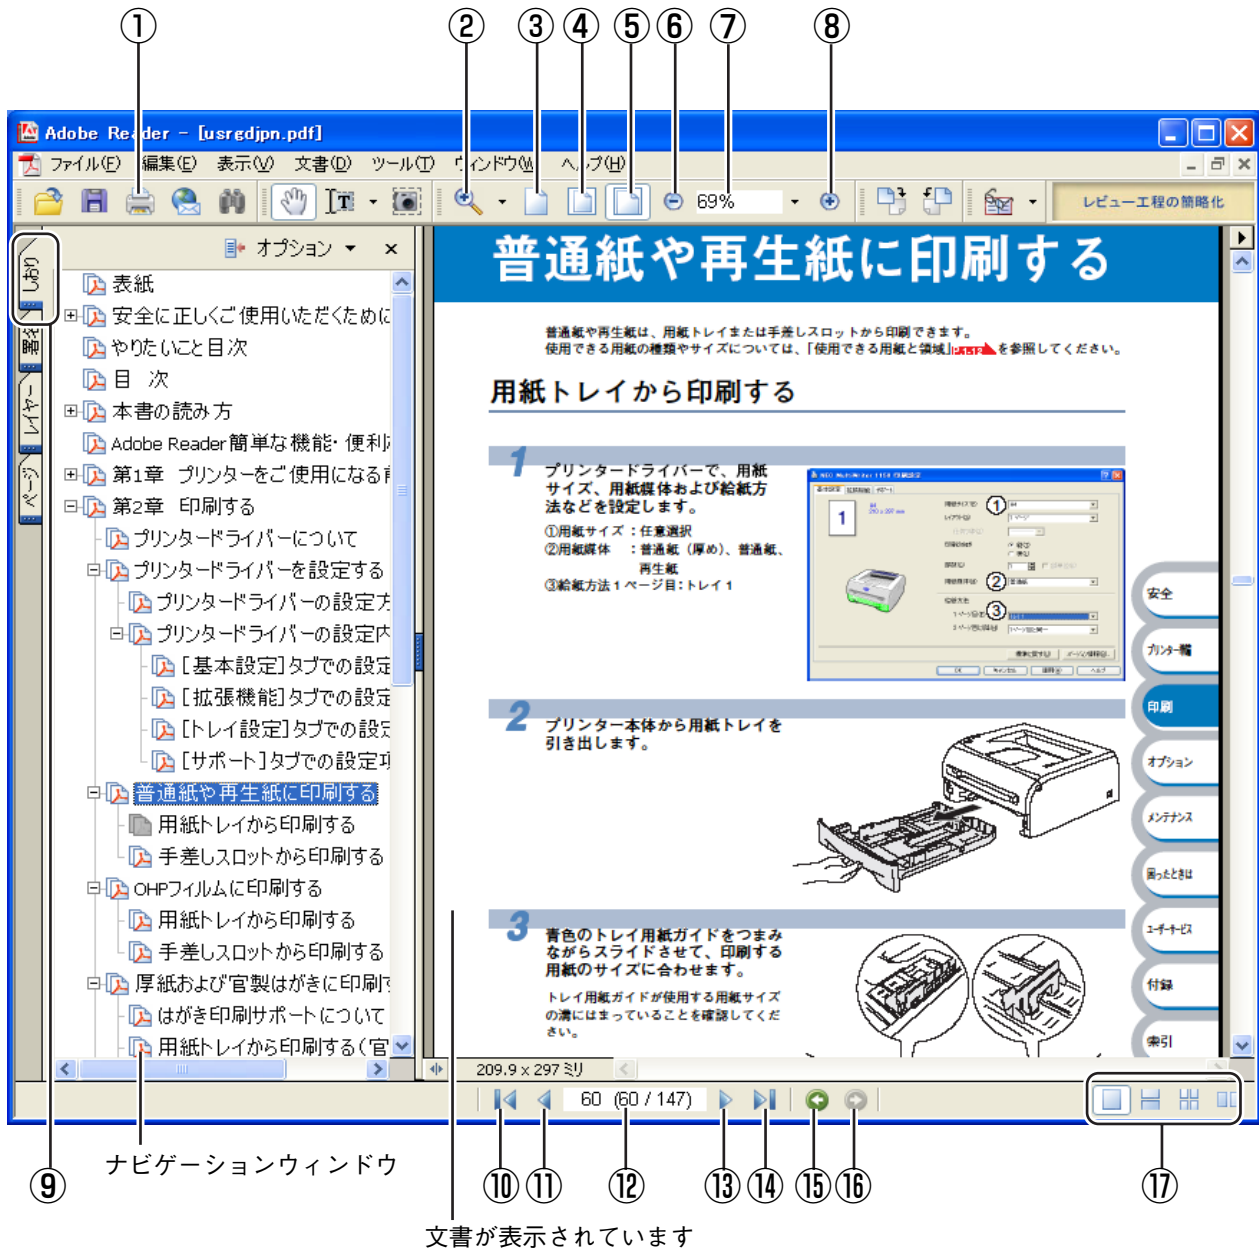 ① ② ③ ④ ⑤ ⑥ ⑦ ⑧
Adobe Reader - [usrgdjpn.pdf]
ファイル(F) 編集(E) 表示(V) 文書(D) ツール(T) ウィンドウ(W) ヘルプ(H)
69%
レビュー工程の簡略化
しおり
レイヤー
ページ
オプション
表紙
安全に正しくご使用いただくために
やりたいこと目次
目 次
本書の読み方
Adobe Reader簡単な機能・便利
第1章 プリンターをご使用になる前
第2章 印刷する
プリンタードライバーについて
プリンタードライバーを設定する
プリンタードライバーの設定方
プリンタードライバーの設定内
[基本設定]タブでの設定
[拡張機能]タブでの設定
[トレイ設定]タブでの設定
[サポート]タブでの設定項
普通紙や再生紙に印刷する
用紙トレイから印刷する
手差しスロットから印刷する
OHPフィルムに印刷する
用紙トレイから印刷する
手差しスロットから印刷する
厚紙および官製はがきに印刷す
はがき印刷サポートについて
用紙トレイから印刷する(官
普通紙や再生紙に印刷する
普通紙や再生紙は、用紙トレイまたは手差しスロットから印刷できます。
使用できる用紙の種類やサイズについては、「使用できる用紙と領域」を参照してください。
用紙トレイから印刷する
1
プリンタードライバーで、用紙
サイズ、用紙媒体および給紙方
法などを設定します。
①用紙サイズ：任意選択
②用紙媒体 ：普通紙（厚め）、普通紙、
再生紙
③給紙方法１ページ目：トレイ１
1
①
②
③
OK
2
プリンター本体から用紙トレイを
引き出します。
3
青色のトレイ用紙ガイドをつまみ
ながらスライドさせて、印刷する
用紙のサイズに合わせます。
トレイ用紙ガイドが使用する用紙サイズ
の溝にはまっていることを確認してくだ
さい。
安全
印刷
オプション
メンテナンス
困ったときは
ユーザーサービス
付録
索引
209.9 x 297 ミリ
60 (60 / 147)
ナビゲーションウィンドウ
⑨ ⑩ ⑪ ⑫ ⑬ ⑭ ⑮ ⑯ ⑰
文書が表示されています